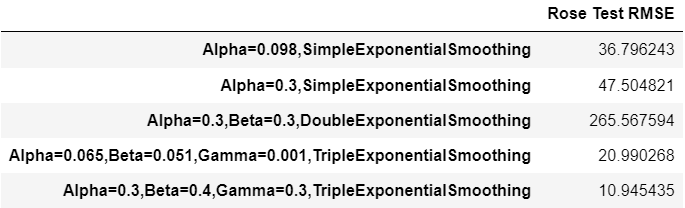 Rose Test RMSE
Alpha=0.098,SimpleExponentialSmoothing 36.796243
Alpha=0.3,SimpleExponentialSmoothing 47.504821
Alpha=0.3,Beta=0.3,DoubleExponentialSmoothing 265.567594
Alpha=0.065,Beta=0.051,Gamma=0.001,TripleExponentialSmoothing 20.990268
Alpha=0.3,Beta=0.4,Gamma=0.3,TripleExponentialSmoothing 10.945435